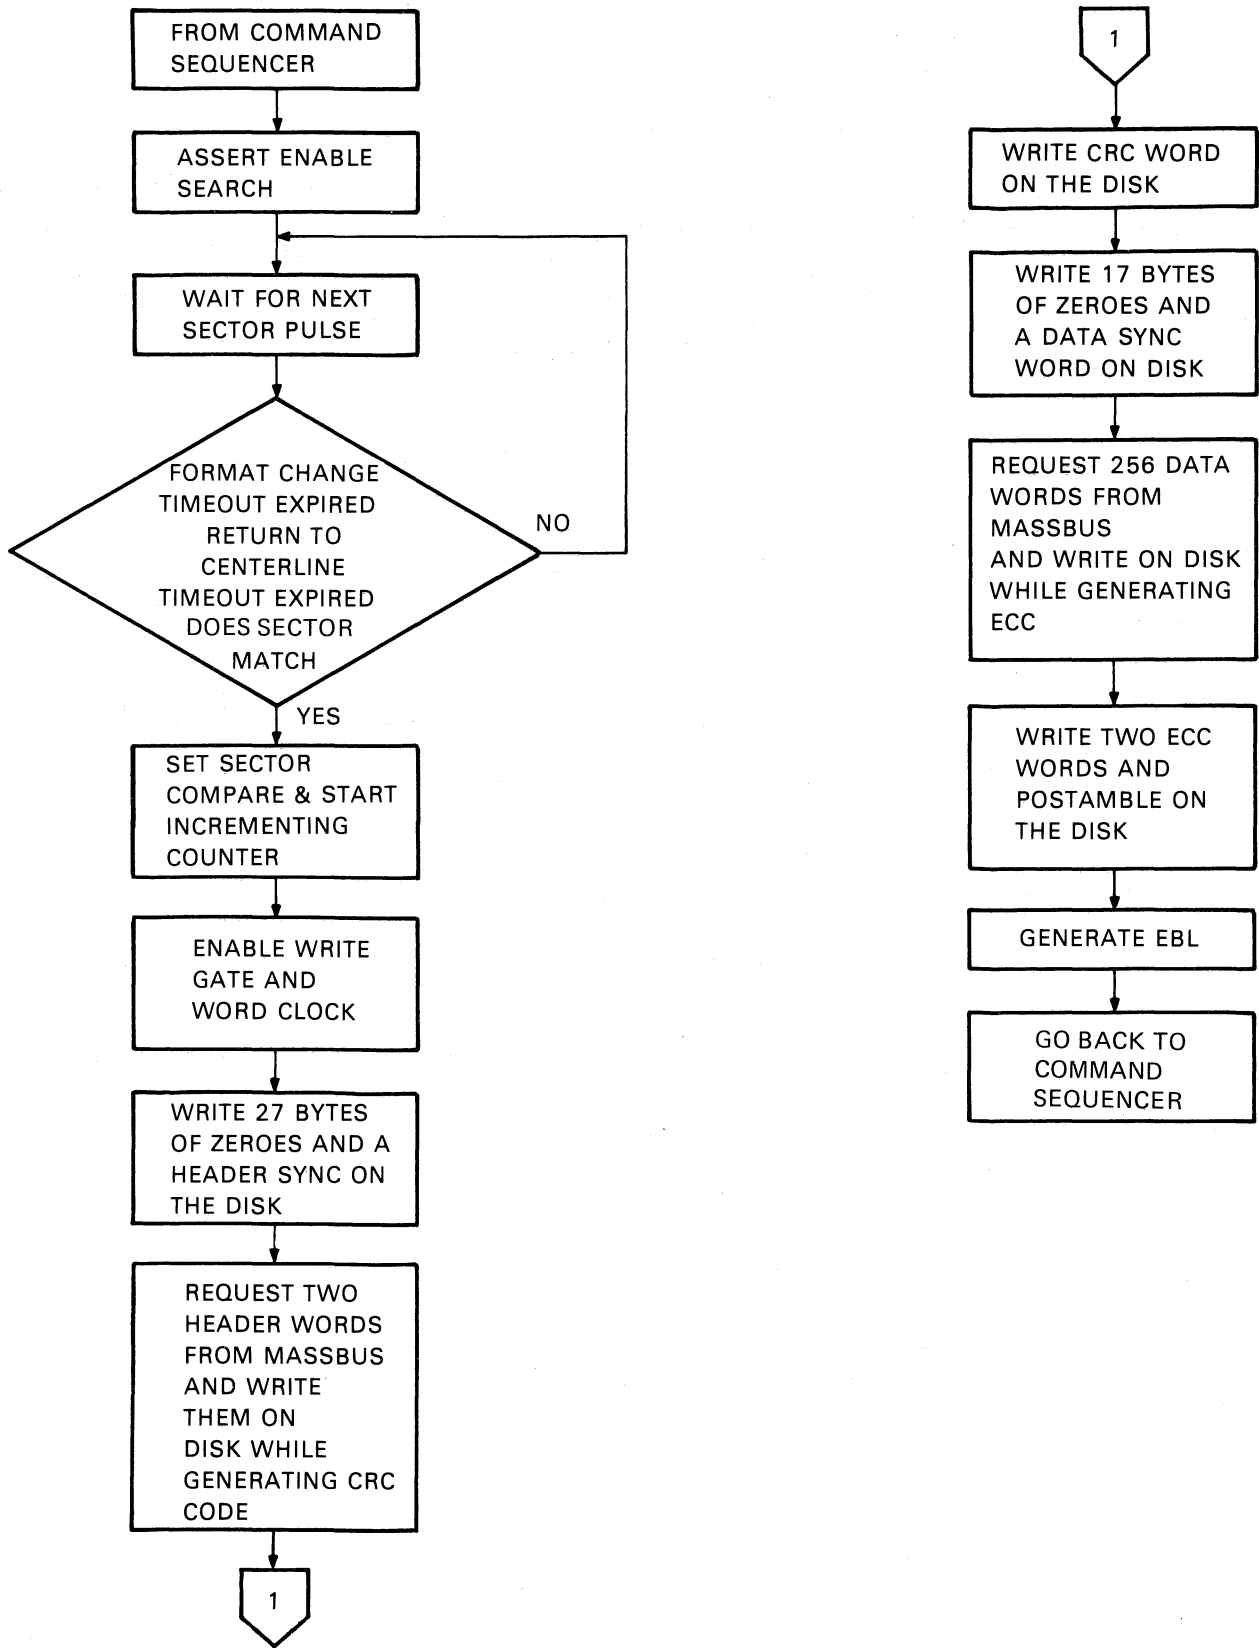 FROM COMMAND
SEQUENCER
ASSERT ENABLE
SEARCH
WAIT FOR NEXT
SECTOR PULSE
FORMAT CHANGE
TIMEOUT EXPIRED
RETURN TO
CENTERLINE
TIMEOUT EXPIRED
DOES SECTOR
MATCH
NO
YES
SET SECTOR
COMPARE & START
INCREMENTING
COUNTER
ENABLE WRITE
GATE AND
WORD CLOCK
WRITE 27 BYTES
OF ZEROES AND A
HEADER SYNC ON
THE DISK
REQUEST TWO
HEADER WORDS
FROM MASSBUS
AND WRITE
THEM ON
DISK WHILE
GENERATING CRC
CODE
1
1
WRITE CRC WORD
ON THE DISK
WRITE 17 BYTES
OF ZEROES AND
A DATA SYNC
WORD ON DISK
REQUEST 256 DATA
WORDS FROM
MASSBUS
AND WRITE ON DISK
WHILE GENERATING
ECC
WRITE TWO ECC
WORDS AND
POSTAMBLE ON
THE DISK
GENERATE EBL
GO BACK TO
COMMAND
SEQUENCER